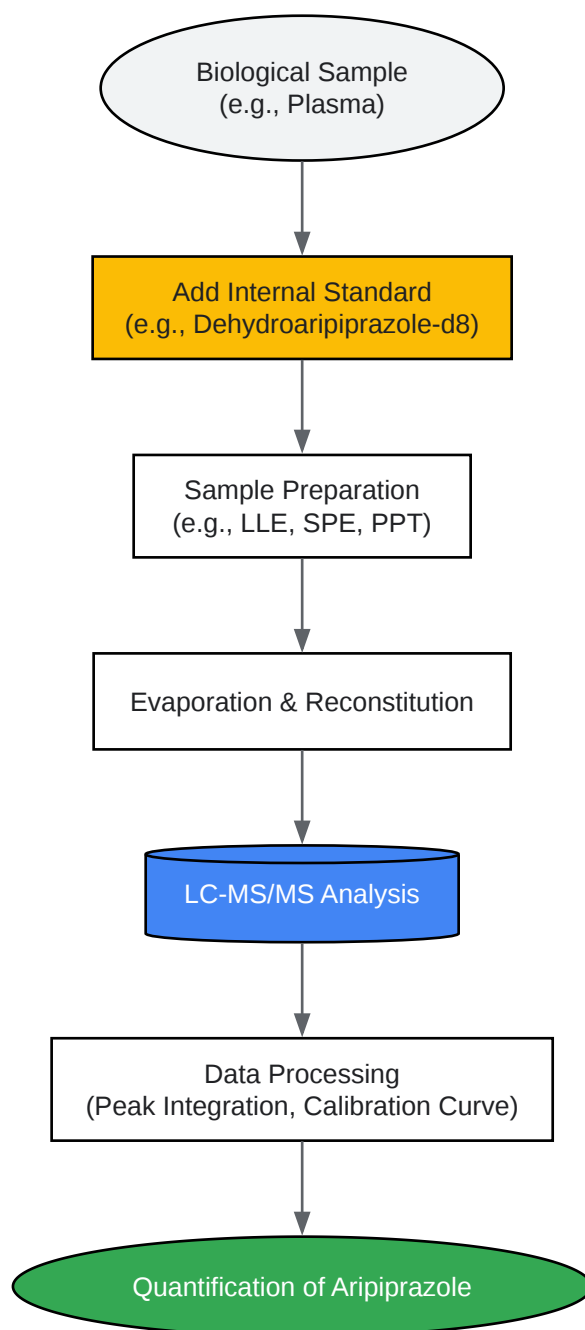 Biological Sample
(e.g., Plasma)
Add Internal Standard
(e.g., Dehydroaripiprazole-d8)
Sample Preparation
(e.g., LLE, SPE, PPT)
Evaporation & Reconstitution
LC-MS/MS Analysis
Data Processing
(Peak Integration, Calibration Curve)
Quantification of Aripiprazole